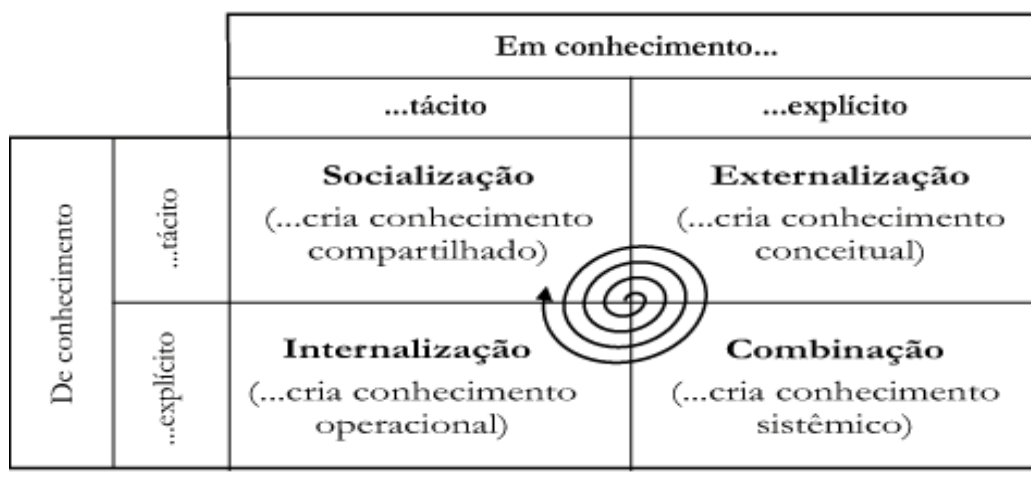 Em conhecimento...
...tácito
...explícito
De conhecimento
...tácito
Socialização
(...cria conhecimento
compartilhado)
Externalização
(...cria conhecimento
conceitual)
...explícito
Internalização
(...cria conhecimento
operacional)
Combinação
(...cria conhecimento
sistêmico)